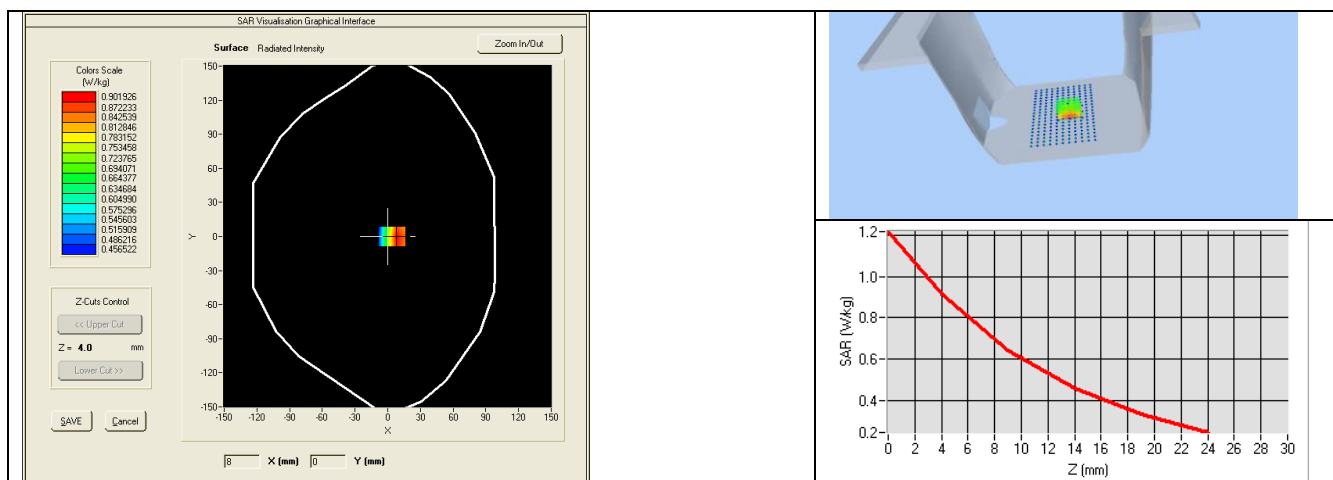 SAR Visualisation Graphical Interface
Surface Radiated Intensity
Zoom In/Out
Colors Scale
(W/kg)
0.901926
0.872233
0.842539
0.812846
0.783152
0.753458
0.723765
0.694071
0.664377
0.634684
0.604990
0.575296
0.545603
0.515909
0.486216
0.456522
Z-Cuts Control
<< Upper Cut
Z = 4.0 mm
Lower Cut >>
SAVE Cancel
150
120
90
60
30
0
-30
-60
-90
-120
-150
Y
-150 -120 -90 -60 -30 0 30 60 90 120 150
X
8 X (mm) 0 Y (mm)
1.2
1.0
0.8
0.6
0.4
0.2
SAR (W/kg)
0 2 4 6 8 10 12 14 16 18 20 22 24 26 28 30
Z (mm)